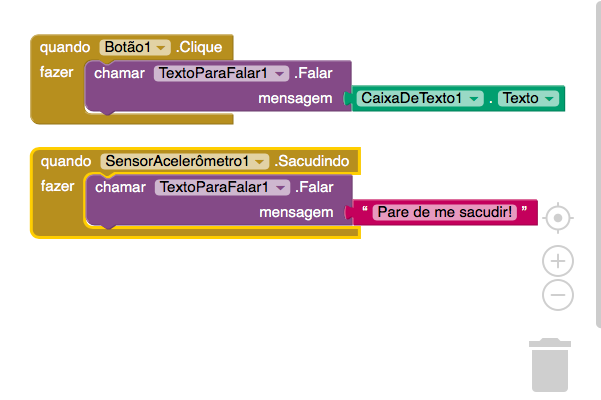 quando Botão1 .Clique
fazer chamar TextoParaFalar1 .Falar
mensagem CaixaDeTexto1 . Texto
quando SensorAcelerômetro1 .Sacudindo
fazer chamar TextoParaFalar1 .Falar
mensagem “ Pare de me sacudir! ”